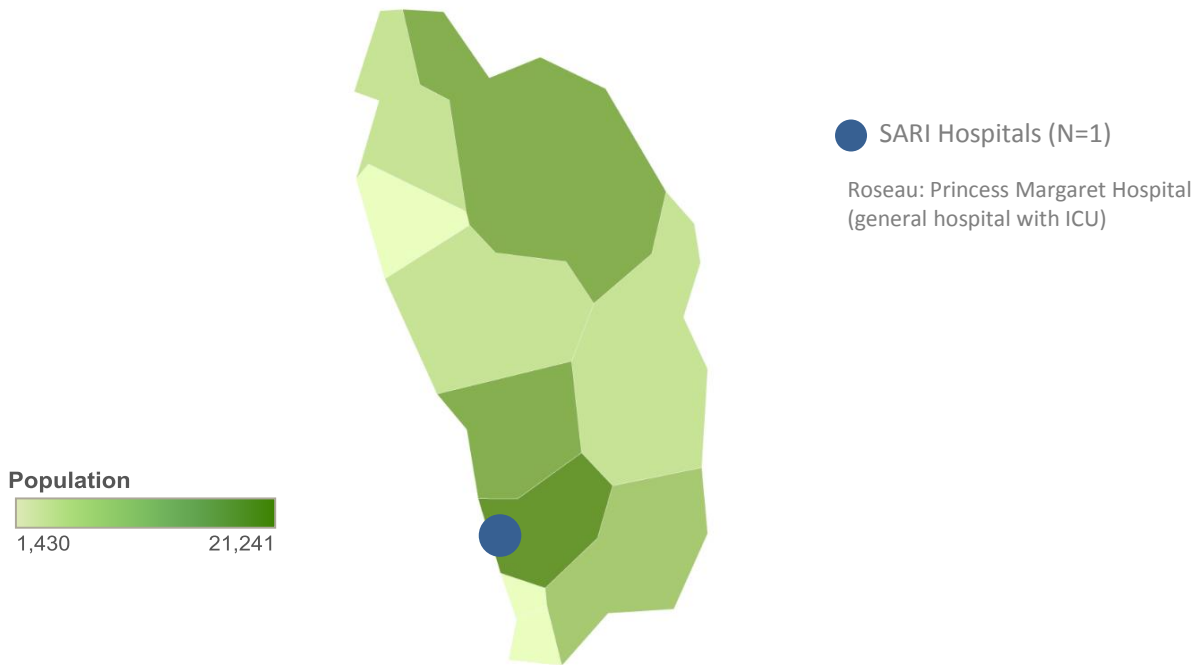 SARI Hospitals (N=1)
Roseau: Princess Margaret Hospital
(general hospital with ICU)
Population
1,430 21,241